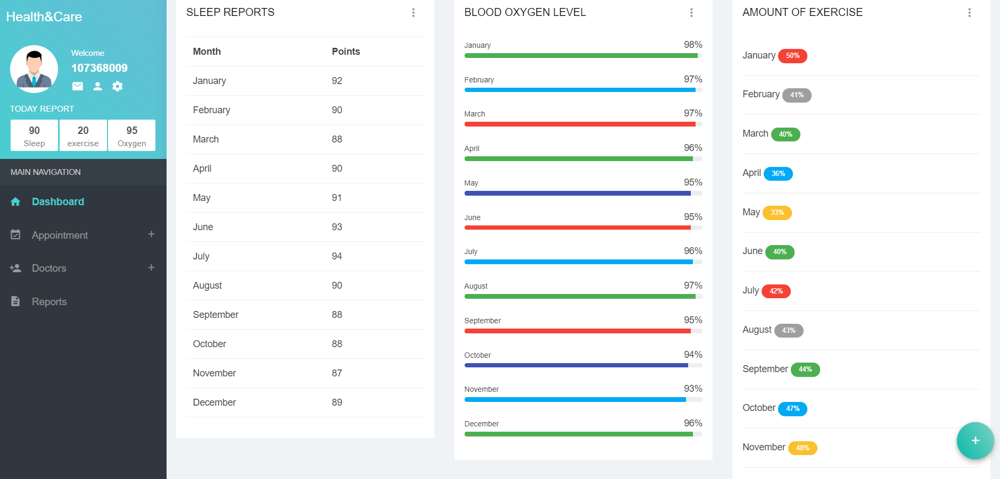 Health&Care
Welcome
107368009
TODAY REPORT
90 20 95
Sleep exercise Oxygen
MAIN NAVIGATION
Dashboard
Appointment +
Doctors +
Reports
SLEEP REPORTS
Month Points
January 92
February 90
March 88
April 90
May 91
June 93
July 94
August 90
September 88
October 88
November 87
December 89
BLOOD OXYGEN LEVEL
January 98%
February 97%
March 97%
April 96%
May 95%
June 95%
July 96%
August 97%
September 95%
October 94%
November 93%
December 96%
AMOUNT OF EXERCISE
January 50%
February 41%
March 40%
April 36%
May 33%
June 40%
July 42%
August 43%
September 44%
October 47%
November 48%
+